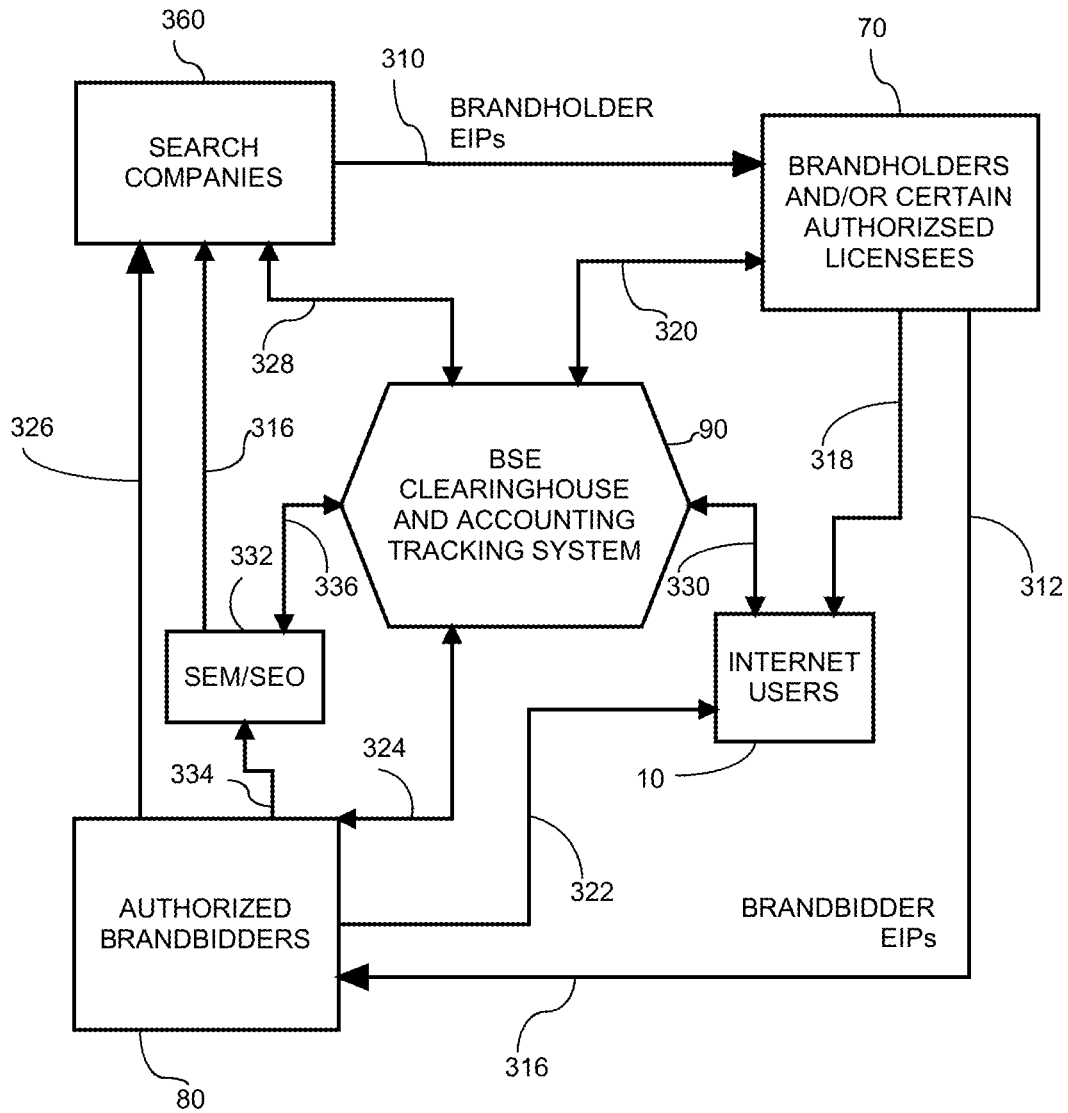 360
70
310
BRANDHOLDER
EIPs
SEARCH
COMPANIES
BRANDHOLDERS
AND/OR CERTAIN
AUTHORIZSED
LICENSEES
320
328
326
316
90
318
BSE
CLEARINGHOUSE
AND ACCOUNTING
TRACKING SYSTEM
332
336
330
312
SEM/SEO
INTERNET
USERS
324
334
10
322
AUTHORIZED
BRANDBIDDERS
BRANDBIDDER
EIPs
316
80